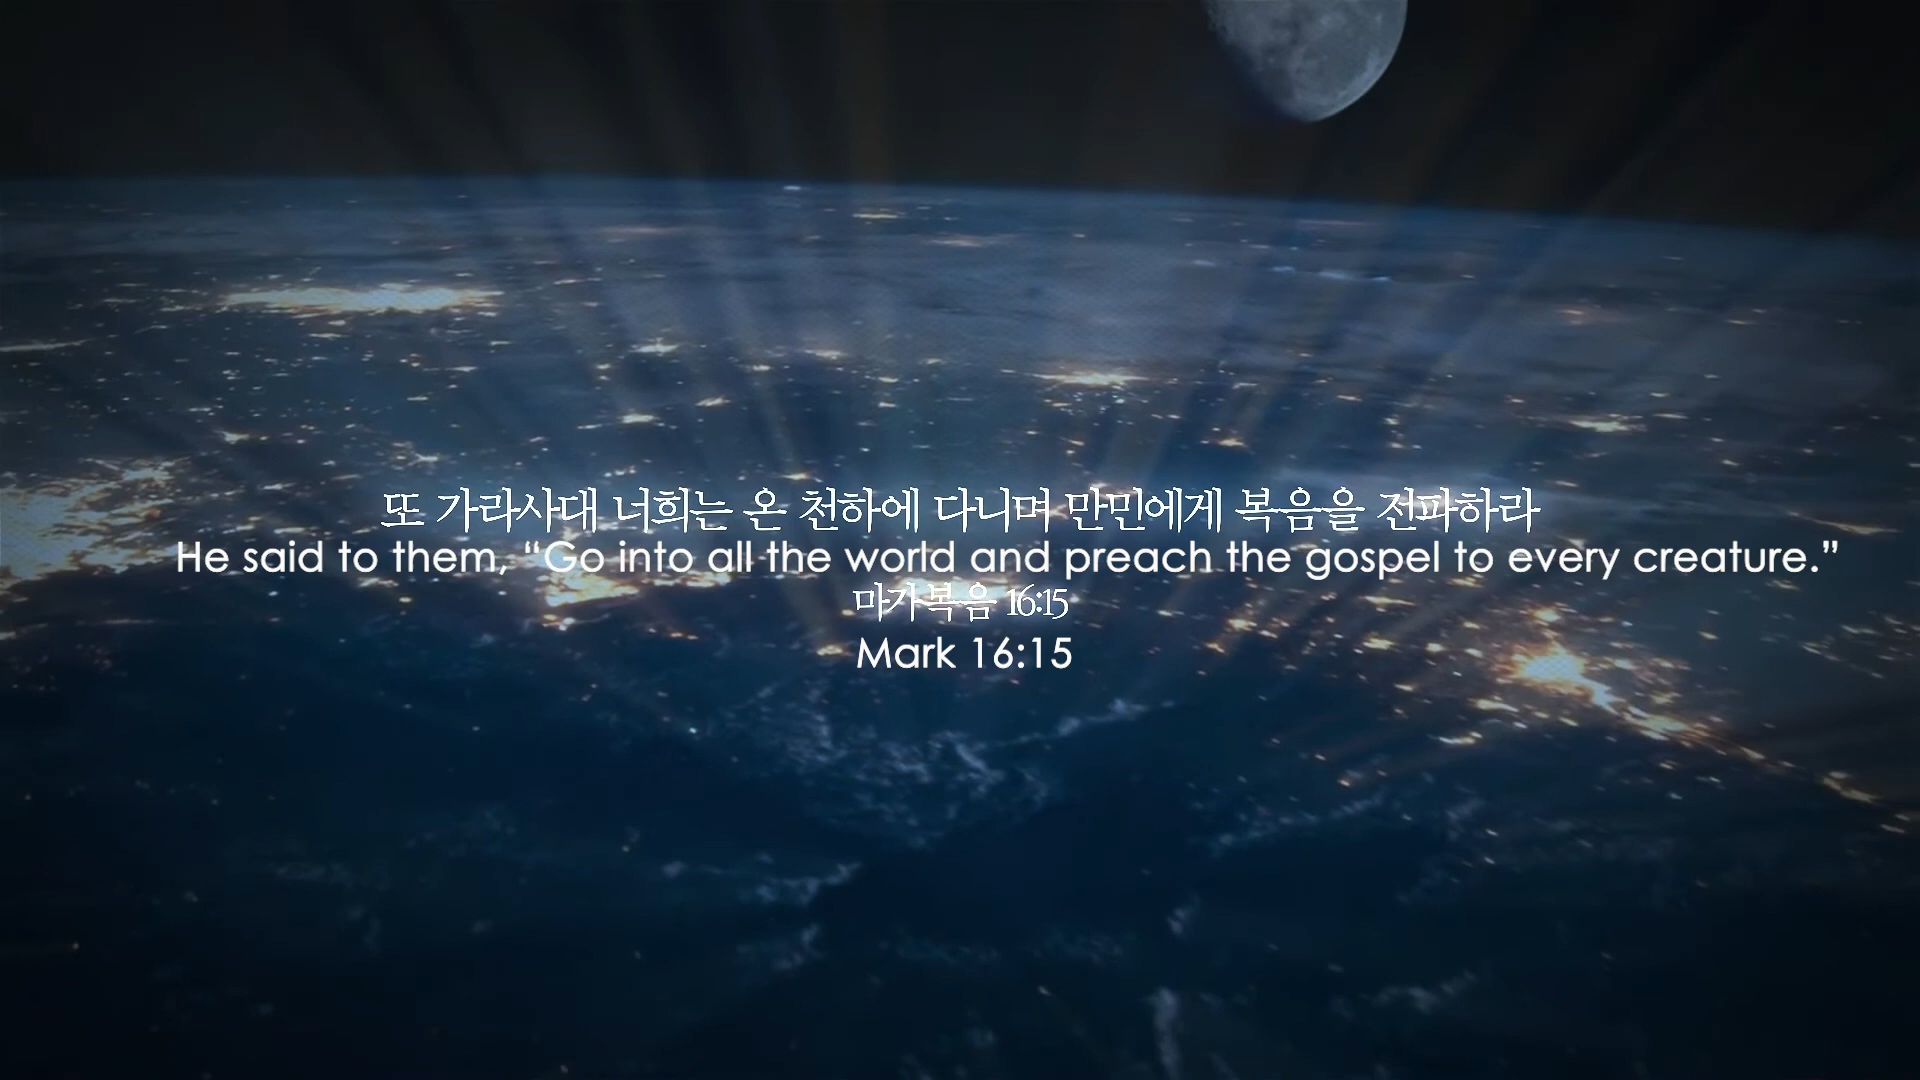 또 가라사대 너희는 온 천하에 다니며 만민에게 복음을 전파하라
He said to them, “Go into all the world and preach the gospel to every creature.”
마가복음 16:15
Mark 16:15